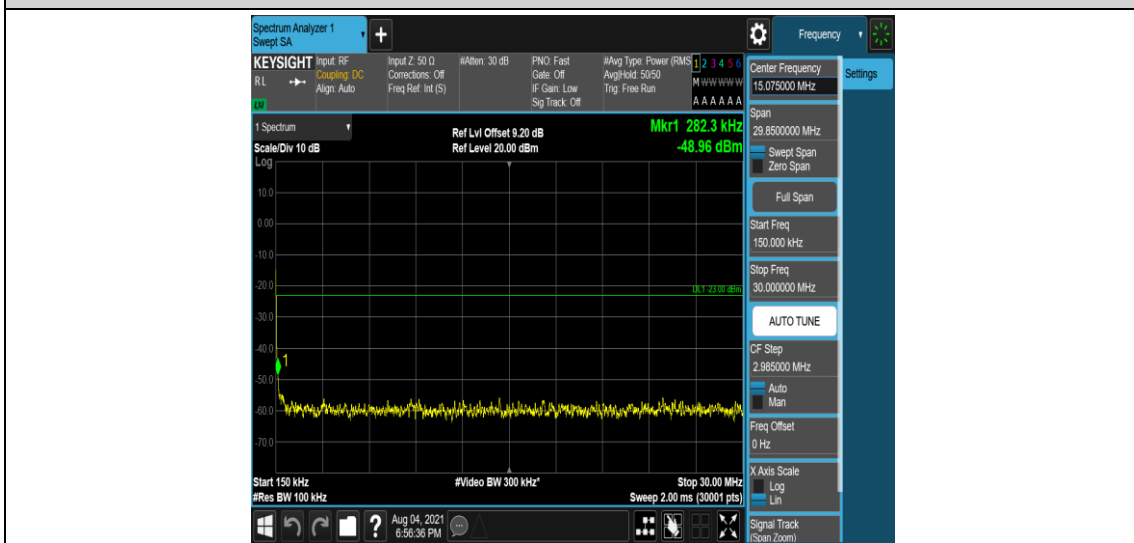 Spectrum Analyzer 1
Swept SA
+
Frequency
KEYSIGHT
RL
LXI
Input: RF
Coupling: DC
Align: Auto
Input Z: 50 Ω
Corrections: Off
Freq Ref: Int (S)
#Atten: 30 dB
PNO: Fast
Gate: Off
IF Gain: Low
Sig Track: Off
#Avg Type: Power (RMS
Avg|Hold: 50/50
Trig: Free Run
1 2 3 4 5 6
M W W W W W
A A A A A A
1 Spectrum
Scale/Div 10 dB
Log
Ref Lvl Offset 9.20 dB
Ref Level 20.00 dBm
Mkr1 282.3 kHz
-48.96 dBm
10.0
0.00
-10.0
-20.0
DL1 -23.00 dBm
-30.0
-40.0
1
-50.0
-60.0
-70.0
Start 150 kHz
#Res BW 100 kHz
#Video BW 300 kHz*
Stop 30.00 MHz
Sweep 2.00 ms (30001 pts)
?
Aug 04, 2021
6:56:36 PM
Center Frequency
15.075000 MHz
Settings
Span
29.8500000 MHz
Swept Span
Zero Span
Full Span
Start Freq
150.000 kHz
Stop Freq
30.000000 MHz
AUTO TUNE
CF Step
2.985000 MHz
Auto
Man
Freq Offset
0 Hz
X Axis Scale
Log
Lin
Signal Track
(Span Zoom)